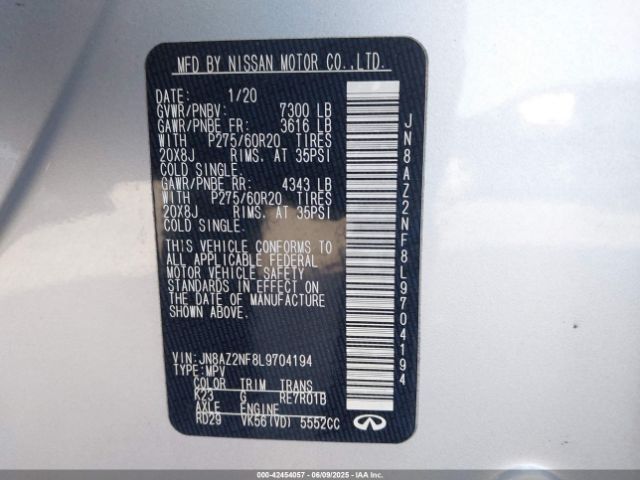 MFD BY NISSAN MOTOR CO.,LTD.
DATE: 1/20
GVWR/PNBV: 7300 LB
GAWR/PNBE FR: 3616 LB
WITH P275/60R20 TIRES
20X8J RIMS. AT 35PSI
COLD SINGLE.
GAWR/PNBE RR: 4343 LB
WITH P275/60R20 TIRES
20X8J RIMS. AT 35PSI
COLD SINGLE.
THIS VEHICLE CONFORMS TO
ALL APPLICABLE FEDERAL
MOTOR VEHICLE SAFETY
STANDARDS IN EFFECT ON
THE DATE OF MANUFACTURE
SHOWN ABOVE.
VIN:JN8AZ2NF8L9704194
TYPE:MPV
COLOR TRIM TRANS
K23 G RE7R01B
AXLE ENGINE
RD29 VK56(VD) 5552CC
JN8AZ2NF8L9704194
000-42454057 | 06/09/2025 - IAAI Branches